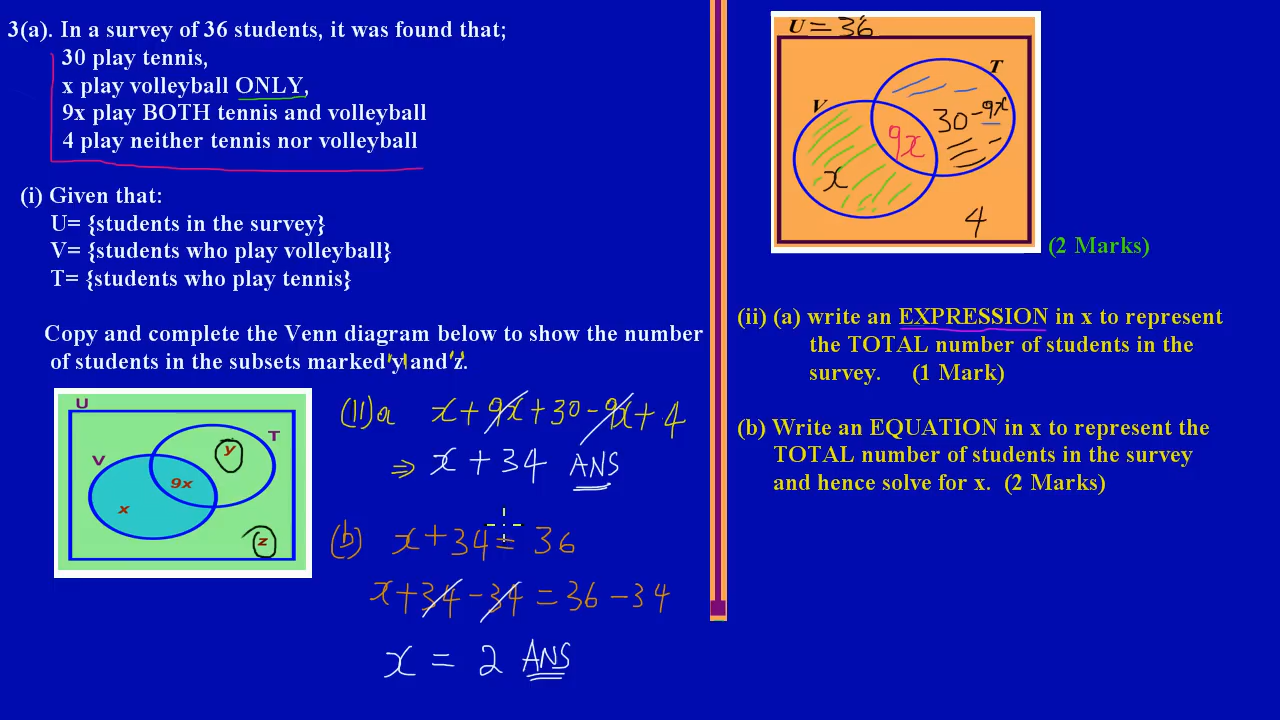 3(a). In a survey of 36 students, it was found that;
30 play tennis,
x play volleyball ONLY,
9x play BOTH tennis and volleyball
4 play neither tennis nor volleyball
(i) Given that:
U= {students in the survey}
V= {students who play volleyball}
T= {students who play tennis}
Copy and complete the Venn diagram below to show the number
of students in the subsets marked 'y' and 'z'.
U
T
V
y
9x
x
z
(II) a x + 9x + 30 - 9x + 4
⇒ x + 34 ANS
(b) x + 34 = 36
x + 34 - 34 = 36 - 34
x = 2 ANS
U = 36
T
V
30 - 9x
9x
x
4
(2 Marks)
(ii) (a) write an EXPRESSION in x to represent
the TOTAL number of students in the
survey. (1 Mark)
(b) Write an EQUATION in x to represent the
TOTAL number of students in the survey
and hence solve for x. (2 Marks)